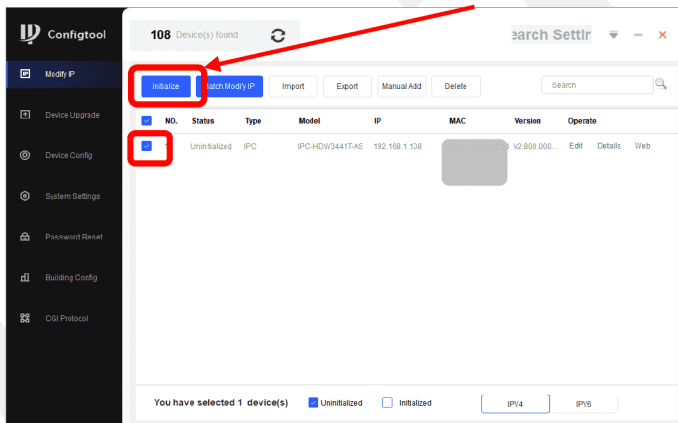 Configtool
108 Device(s) found
earch Settir
Modify IP
Initialize
Batch Modify IP
Import
Export
Manual Add
Delete
Search
Device Upgrade
NO. Status Type Model IP MAC Version Operate
Uninitialized IPC IPC-HDW3441T-AS 192.168.1.108 V2.800.000... Edit Details Web
Device Config
System Settings
Password Reset
Building Config
CGI Protocol
You have selected 1 device(s)
Uninitialized
Initialized
IPV4
IPV6